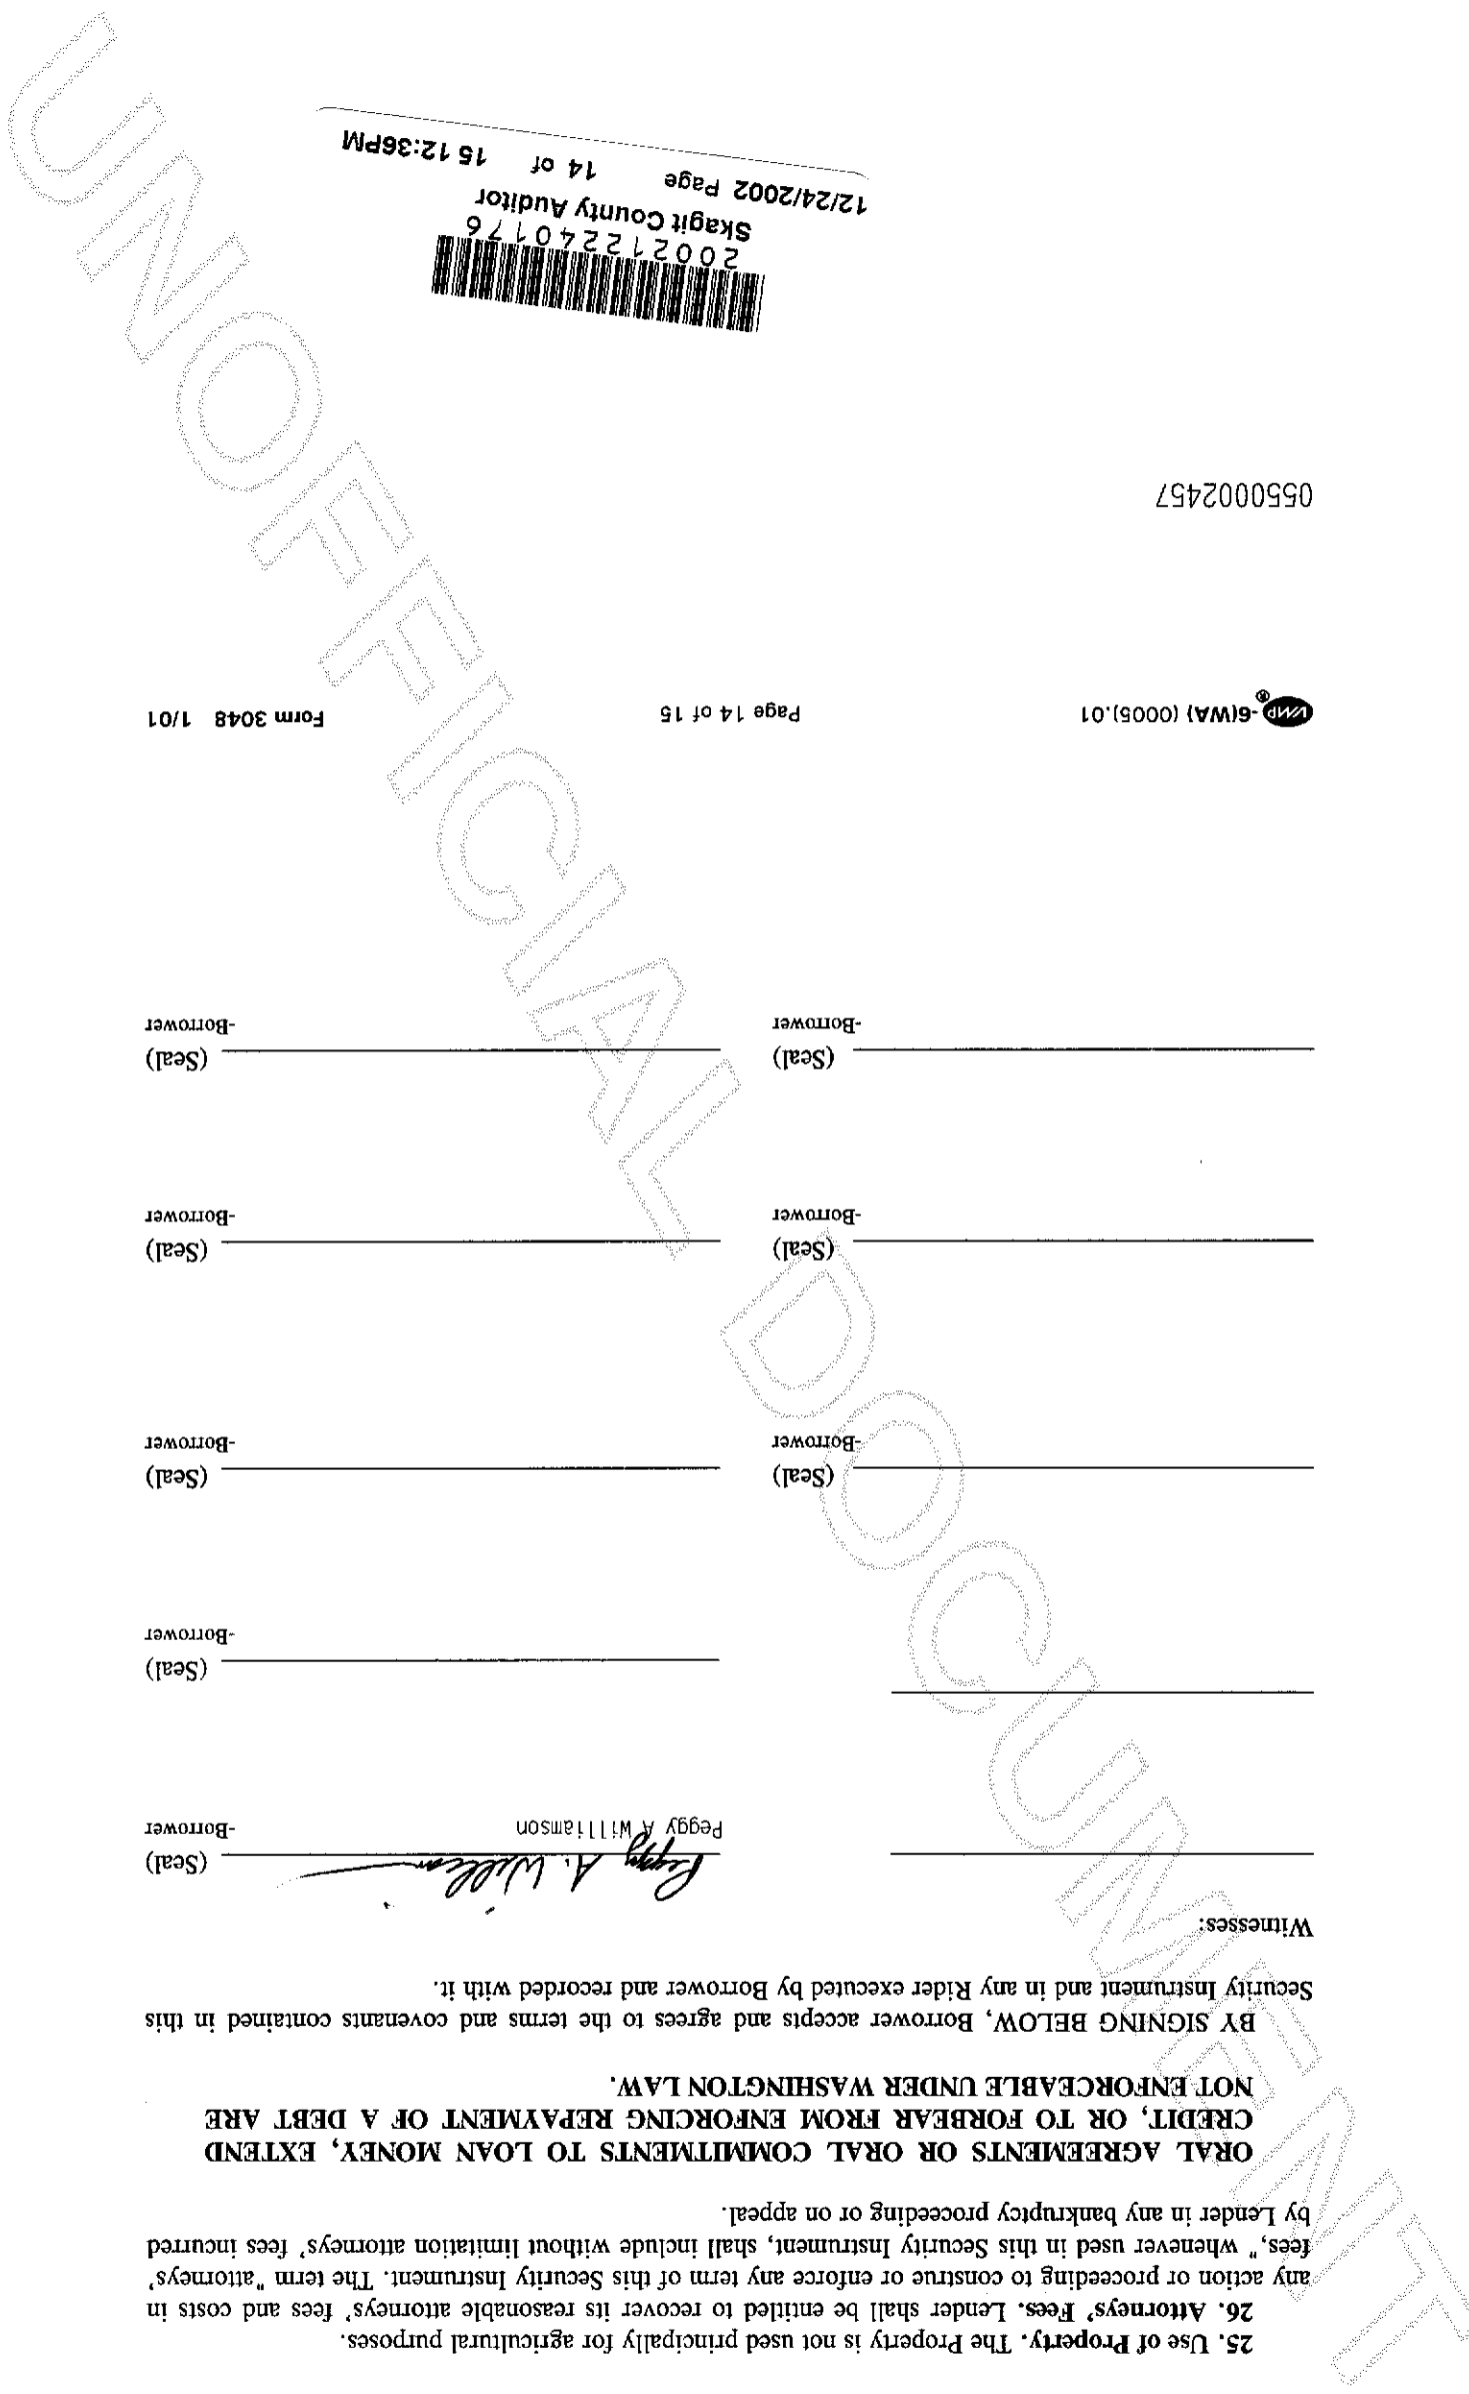 25. Use of Property. The Property is not used principally for agricultural purposes.
26. Attorneys' Fees. Lender shall be entitled to recover its reasonable attorneys' fees and costs in
any action or proceeding to construe or enforce any term of this Security Instrument. The term "attorneys'
fees," whenever used in this Security Instrument, shall include without limitation attorneys' fees incurred
by Lender in any bankruptcy proceeding or on appeal.
ORAL AGREEMENTS OR ORAL COMMITMENTS TO LOAN MONEY, EXTEND
CREDIT, OR TO FORBEAR FROM ENFORCING REPAYMENT OF A DEBT ARE
NOT ENFORCEABLE UNDER WASHINGTON LAW.
BY SIGNING BELOW, Borrower accepts and agrees to the terms and covenants contained in this
Security Instrument and in any Rider executed by Borrower and recorded with it.
Witnesses:
Peggy A. Williamson (Seal)
Peggy A Williamson -Borrower
(Seal)
-Borrower
(Seal) (Seal)
-Borrower -Borrower
(Seal) (Seal)
-Borrower -Borrower
(Seal) (Seal)
-Borrower -Borrower
VMP®-6(WA) (0005).01 Page 14 of 15 Form 3048 1/01
0550002457
200212240176
Skagit County Auditor
12/24/2002 Page 14 of 15 12:36PM
UNOFFICIAL DOCUMENT